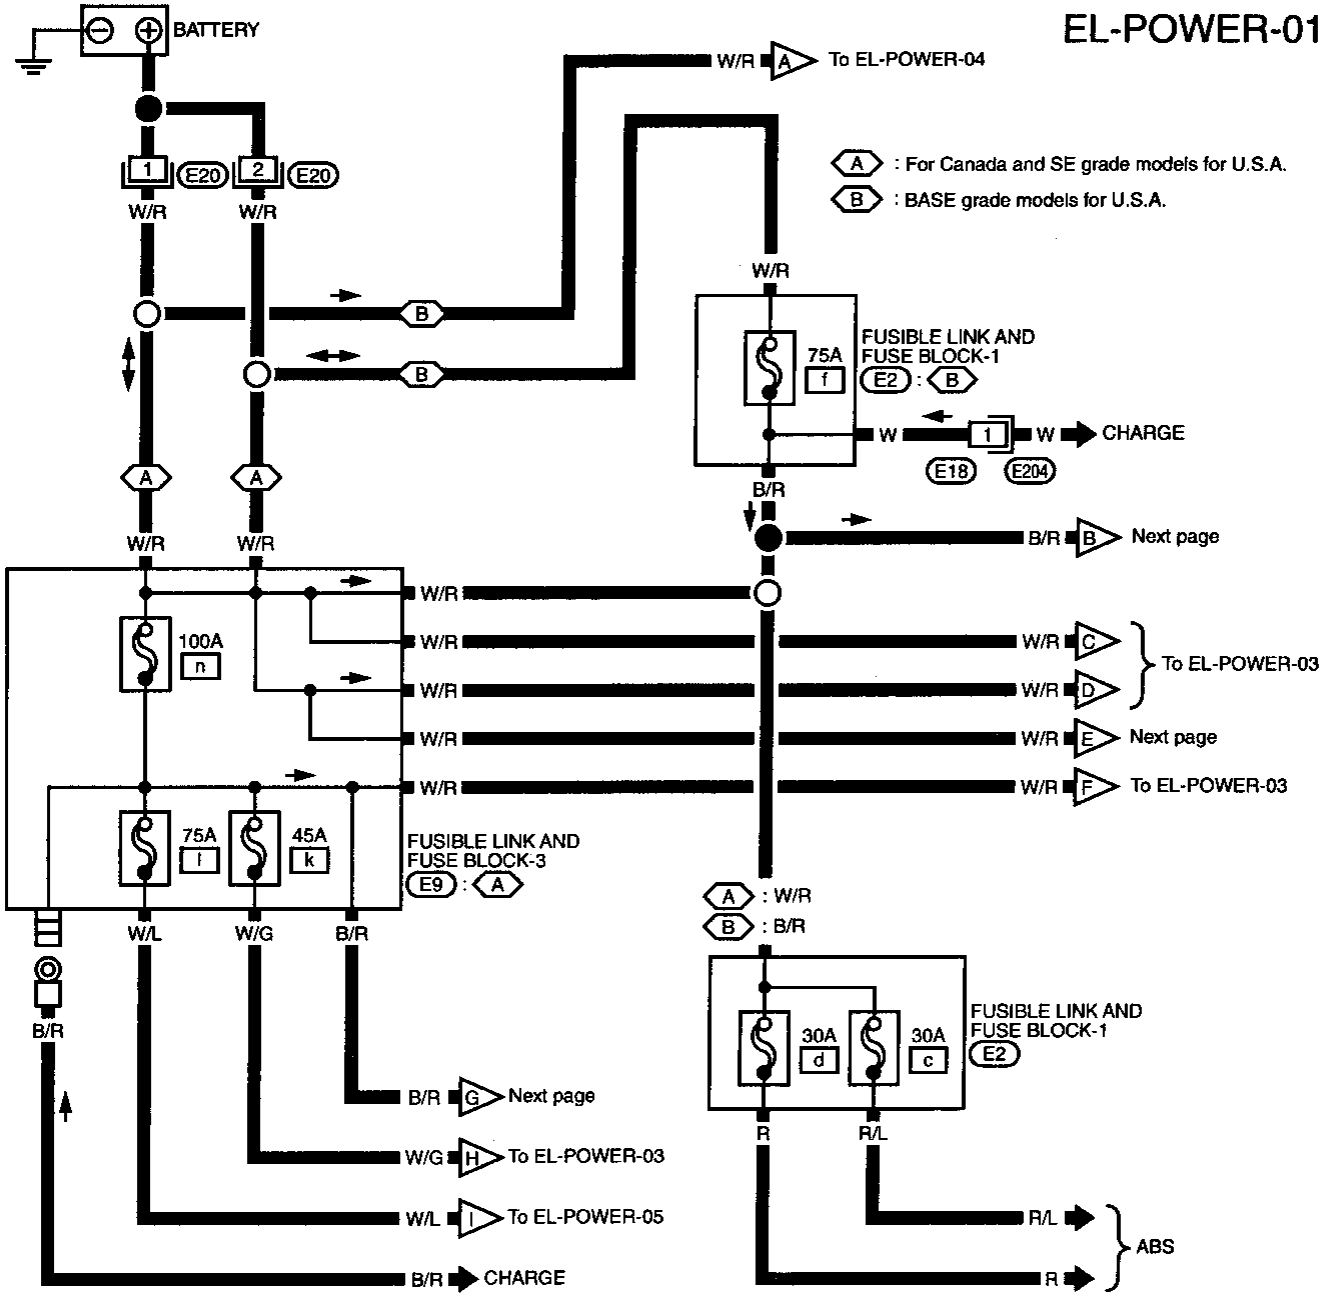 EL-POWER-01
BATTERY
W/R A To EL-POWER-04
1 E20 2 E20
A : For Canada and SE grade models for U.S.A.
B : BASE grade models for U.S.A.
W/R W/R
W/R
B
FUSIBLE LINK AND
FUSE BLOCK-1
75A
f
E2 : B
B
W 1 W CHARGE
E18 E204
A A
B/R
W/R W/R
B/R B Next page
W/R
100A
n
W/R W/R C
To EL-POWER-03
W/R W/R D
W/R W/R E Next page
W/R W/R F To EL-POWER-03
75A
l
45A
k
FUSIBLE LINK AND
FUSE BLOCK-3
E9 : A
A : W/R
B : B/R
W/L W/G B/R
B/R
FUSIBLE LINK AND
FUSE BLOCK-1
E2
30A
d
30A
c
B/R G Next page
R R/L
W/G H To EL-POWER-03
W/L I To EL-POWER-05
R/L
ABS
B/R CHARGE
R